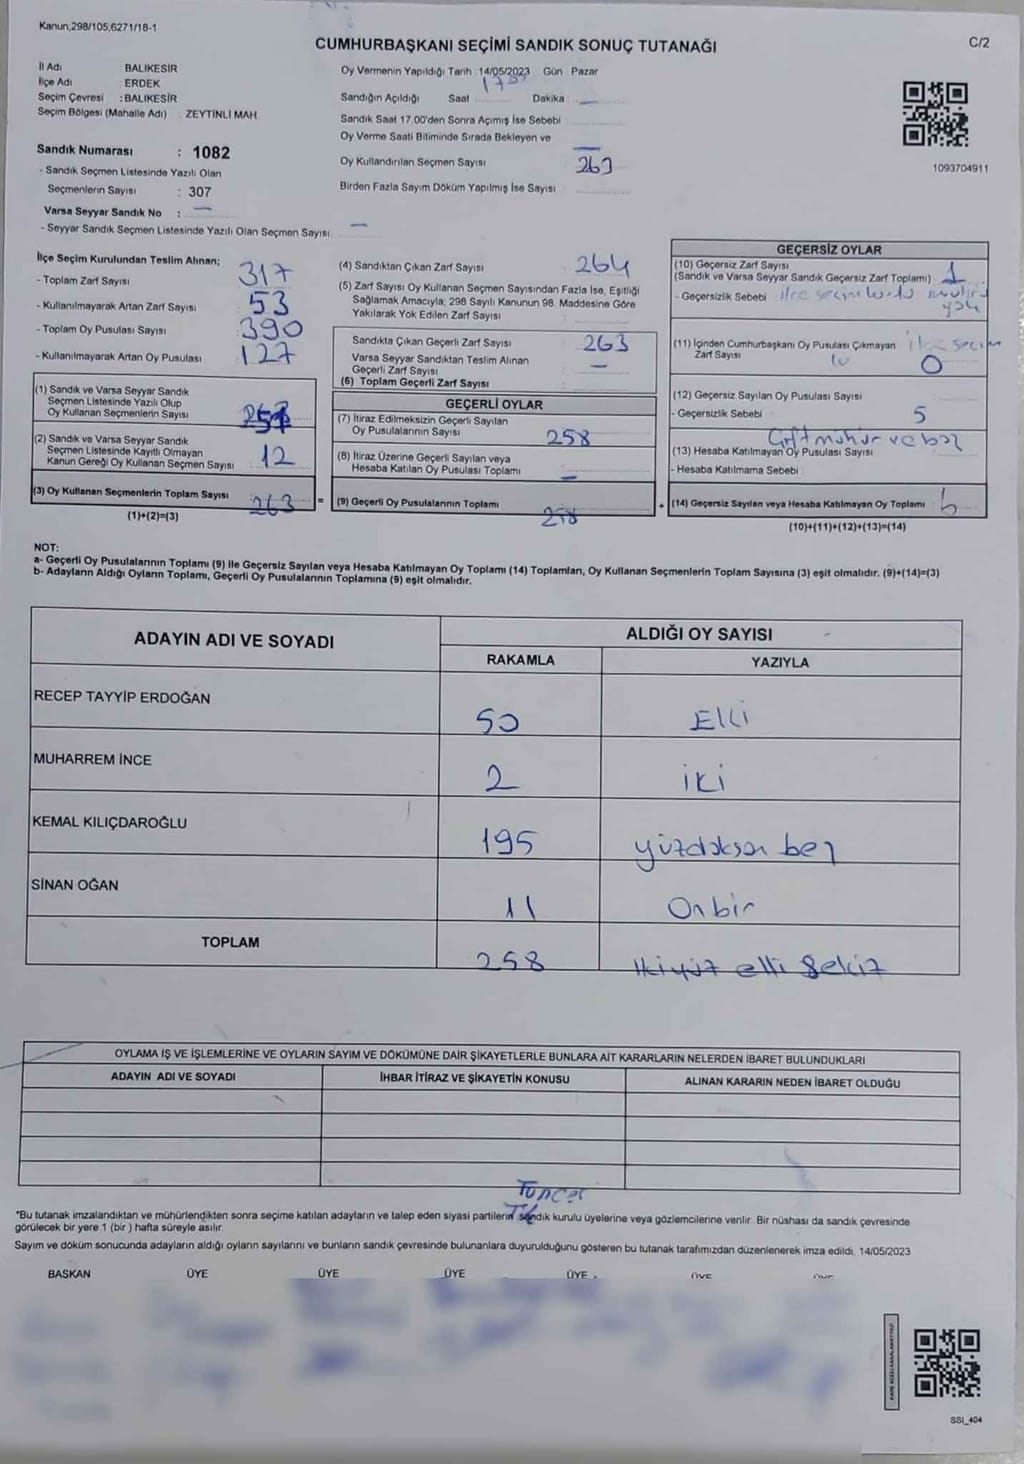 Kanun;298/105;6271/18-1
C/2
CUMHURBAŞKANI SEÇİMİ SANDIK SONUÇ TUTANAĞI
İl Adı BALIKESİR
İlçe Adı : ERDEK
Seçim Çevresi : BALIKESİR
Seçim Bölgesi (Mahalle Adı) ZEYTİNLİ MAH.
Sandık Numarası : 1082
- Sandık Seçmen Listesinde Yazılı Olan
Seçmenlerin Sayısı : 307
Varsa Seyyar Sandık No : —
- Seyyar Sandık Seçmen Listesinde Yazılı Olan Seçmen Sayısı: —
Oy Vermenin Yapıldığı Tarih : 14/05/2023 Gün : Pazar
Sandığın Açıldığı Saat Dakika : —
Sandık Saat 17.00'den Sonra Açımış İse Sebebi
Oy Verme Saati Bitiminde Sırada Bekleyen ve —
Oy Kullandırılan Seçmen Sayısı 263
Birden Fazla Sayım Döküm Yapılmış İse Sayısı
1093704911
İlçe Seçim Kurulundan Teslim Alınan;
- Toplam Zarf Sayısı 317
- Kullanılmayarak Artan Zarf Sayısı 53
- Toplam Oy Pusulası Sayısı 390
- Kullanılmayarak Artan Oy Pusulası 127
(1) Sandık ve Varsa Seyyar Sandık
Seçmen Listesinde Yazılı Olup
Oy Kullanan Seçmenlerin Sayısı
(2) Sandık ve Varsa Seyyar Sandık
Seçmen Listesinde Kayıtlı Olmayan
Kanun Gereği Oy Kullanan Seçmen Sayısı 12
(3) Oy Kullanan Seçmenlerin Toplam Sayısı 263 =
(1)+(2)=(3)
(4) Sandıktan Çıkan Zarf Sayısı 264
(5) Zarf Sayısı Oy Kullanan Seçmen Sayısından Fazla İse, Eşitliği
Sağlamak Amacıyla; 298 Sayılı Kanunun 98. Maddesine Göre
Yakılarak Yok Edilen Zarf Sayısı
Sandıkta Çıkan Geçerli Zarf Sayısı 263
Varsa Seyyar Sandıktan Teslim Alınan
Geçerli Zarf Sayısı —
(6) Toplam Geçerli Zarf Sayısı
GEÇERLİ OYLAR
(7) İtiraz Edilmeksizin Geçerli Sayılan
Oy Pusulalarının Sayısı 258
(8) İtiraz Üzerine Geçerli Sayılan veya
Hesaba Katılan Oy Pusulası Toplamı —
(9) Geçerli Oy Pusulalarının Toplamı 258 +
GEÇERSİZ OYLAR
(10) Geçersiz Zarf Sayısı
(Sandık ve Varsa Seyyar Sandık Geçersiz Zarf Toplamı) 1
- Geçersizlik Sebebi ilce seçim
yok
(11) İçinden Cumhurbaşkanı Oy Pusulası Çıkmayan
Zarf Sayısı 0
(12) Geçersiz Sayılan Oy Pusulası Sayısı
- Geçersizlik Sebebi 5
Çift mühür ve boş
(13) Hesaba Katılmayan Oy Pusulası Sayısı
- Hesaba Katılmama Sebebi
(14) Geçersiz Sayılan veya Hesaba Katılmayan Oy Toplamı 6
(10)+(11)+(12)+(13)=(14)
NOT:
a- Geçerli Oy Pusulalarının Toplamı (9) ile Geçersiz Sayılan veya Hesaba Katılmayan Oy Toplamı (14) Toplamları, Oy Kullanan Seçmenlerin Toplam Sayısına (3) eşit olmalıdır. (9)+(14)=(3)
b- Adayların Aldığı Oyların Toplamı, Geçerli Oy Pusulalarının Toplamına (9) eşit olmalıdır.
ADAYIN ADI VE SOYADI ALDIĞI OY SAYISI
RAKAMLA YAZIYLA
RECEP TAYYİP ERDOĞAN 50 Elli
MUHARREM İNCE 2 iki
KEMAL KILIÇDAROĞLU 195 yüzdoksan beş
SİNAN OĞAN 11 Onbir
TOPLAM 258 ikiyüz elli sekiz
OYLAMA İŞ VE İŞLEMLERİNE VE OYLARIN SAYIM VE DÖKÜMÜNE DAİR ŞİKAYETLERLE BUNLARA AİT KARARLARIN NELERDEN İBARET BULUNDUKLARI
ADAYIN ADI VE SOYADI İHBAR İTİRAZ VE ŞİKAYETİN KONUSU ALINAN KARARIN NEDEN İBARET OLDUĞU
*Bu tutanak imzalandıktan ve mühürlendikten sonra seçime katılan adayların ve talep eden siyasi partilerin sandık kurulu üyelerine veya gözlemcilerine verilir. Bir nüshası da sandık çevresinde
görülecek bir yere 1 (bir ) hafta süreyle asılır.
Sayım ve döküm sonucunda adayların aldığı oyların sayılarını ve bunların sandık çevresinde bulunanlara duyurulduğunu gösteren bu tutanak tarafımızdan düzenlenerek imza edildi. 14/05/2023
BAŞKAN ÜYE ÜYE ÜYE ÜYE ÜYE ÜYE
SSI_404